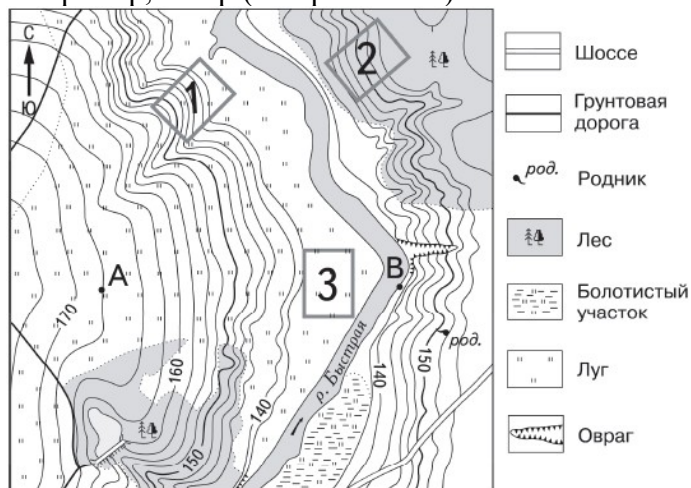 С
Ю
1
2
3
А
В
170
160
150
140
р. Быстрая
140
150
род.
Шоссе
Грунтовая
дорога
род.
Родник
Лес
Болотистый
участок
Луг
Овраг